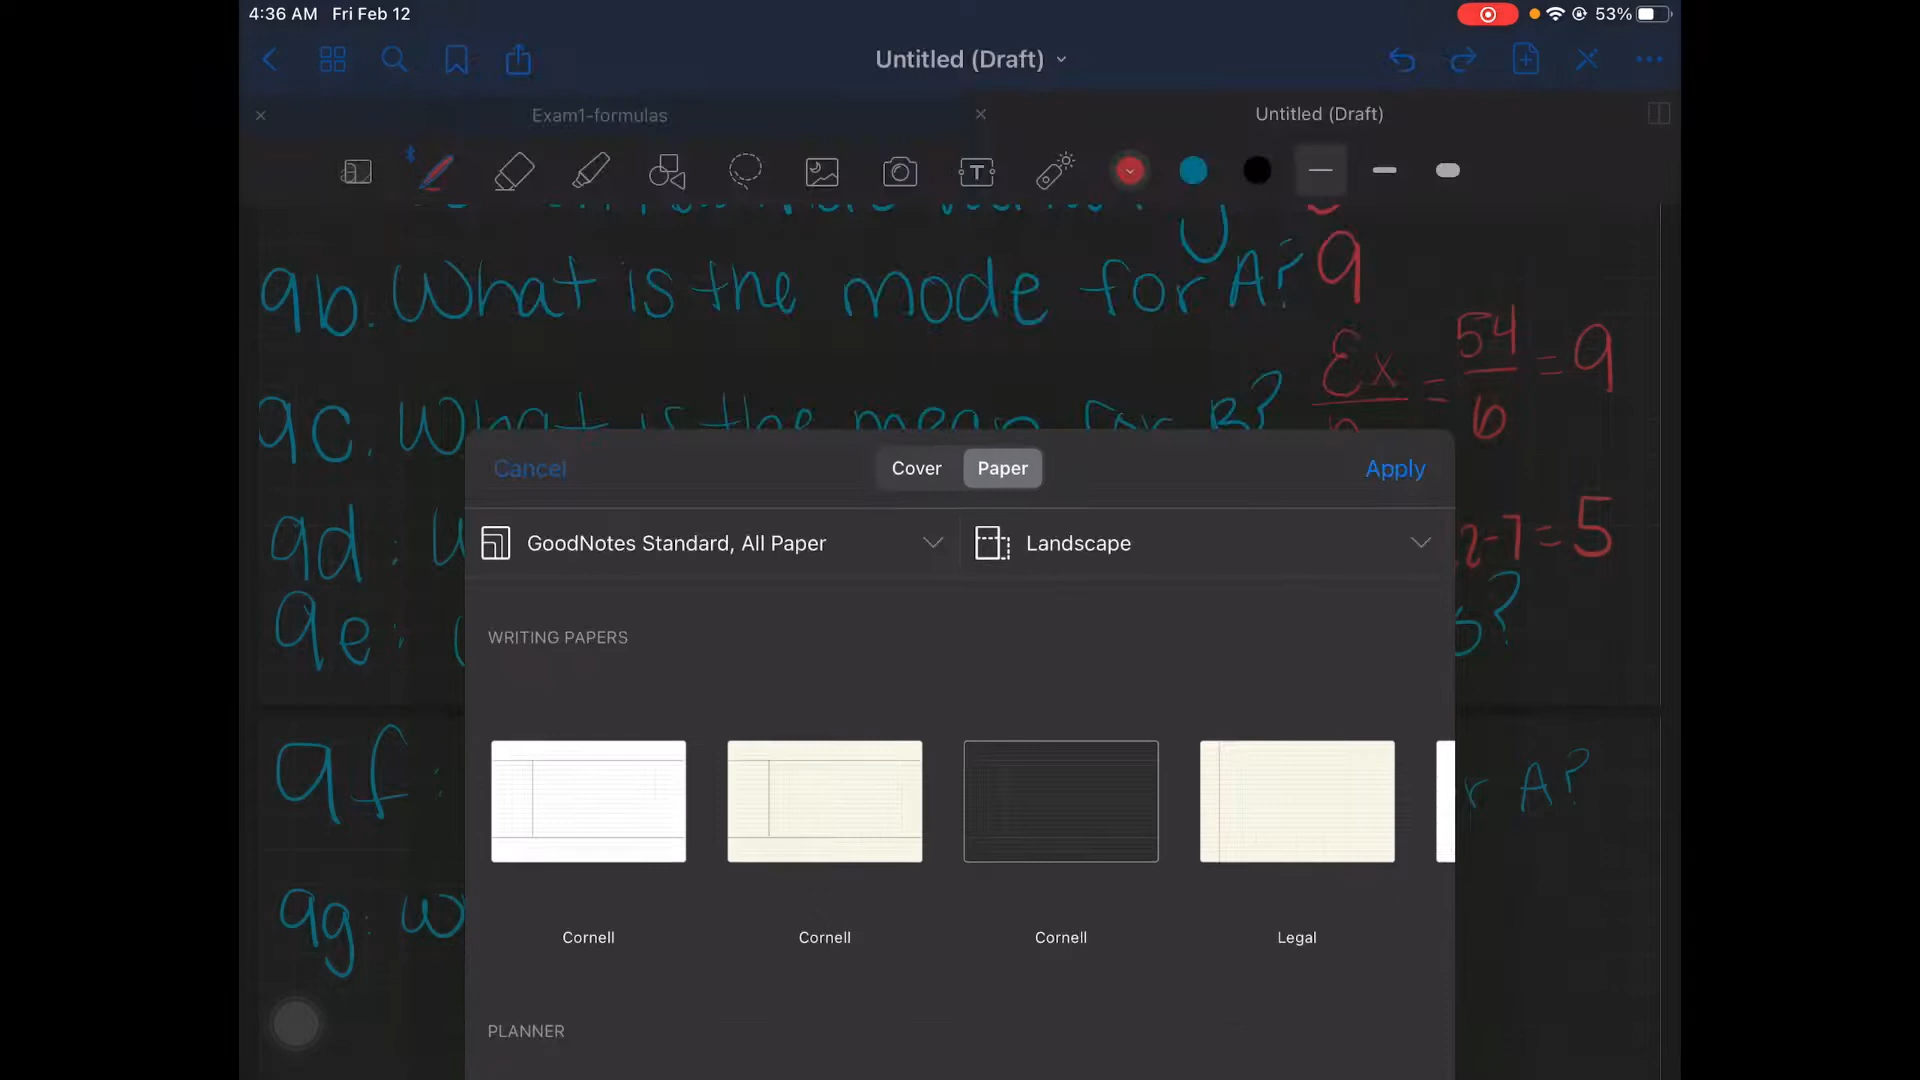 4:36 AM Fri Feb 12 53%
Untitled (Draft)
Exam1-formulas Untitled (Draft)
T
9b. What is the mode for A? 9
9c. What is the mean for B? Ex = 54/6 = 9
Cancel Cover Paper Apply
GoodNotes Standard, All Paper Landscape
9d: -7=5
9e:
WRITING PAPERS
9f: A?
9g:
Cornell Cornell Cornell Legal
PLANNER